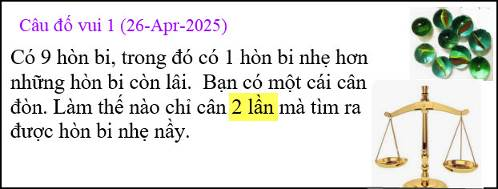 Câu đố vui 1 (26-Apr-2025)
Có 9 hòn bi, trong đó có 1 hòn bi nhẹ hơn
những hòn bi còn lâi. Bạn có một cái cân
đòn. Làm thế nào chỉ cân 2 lần mà tìm ra
được hòn bi nhẹ nầy.